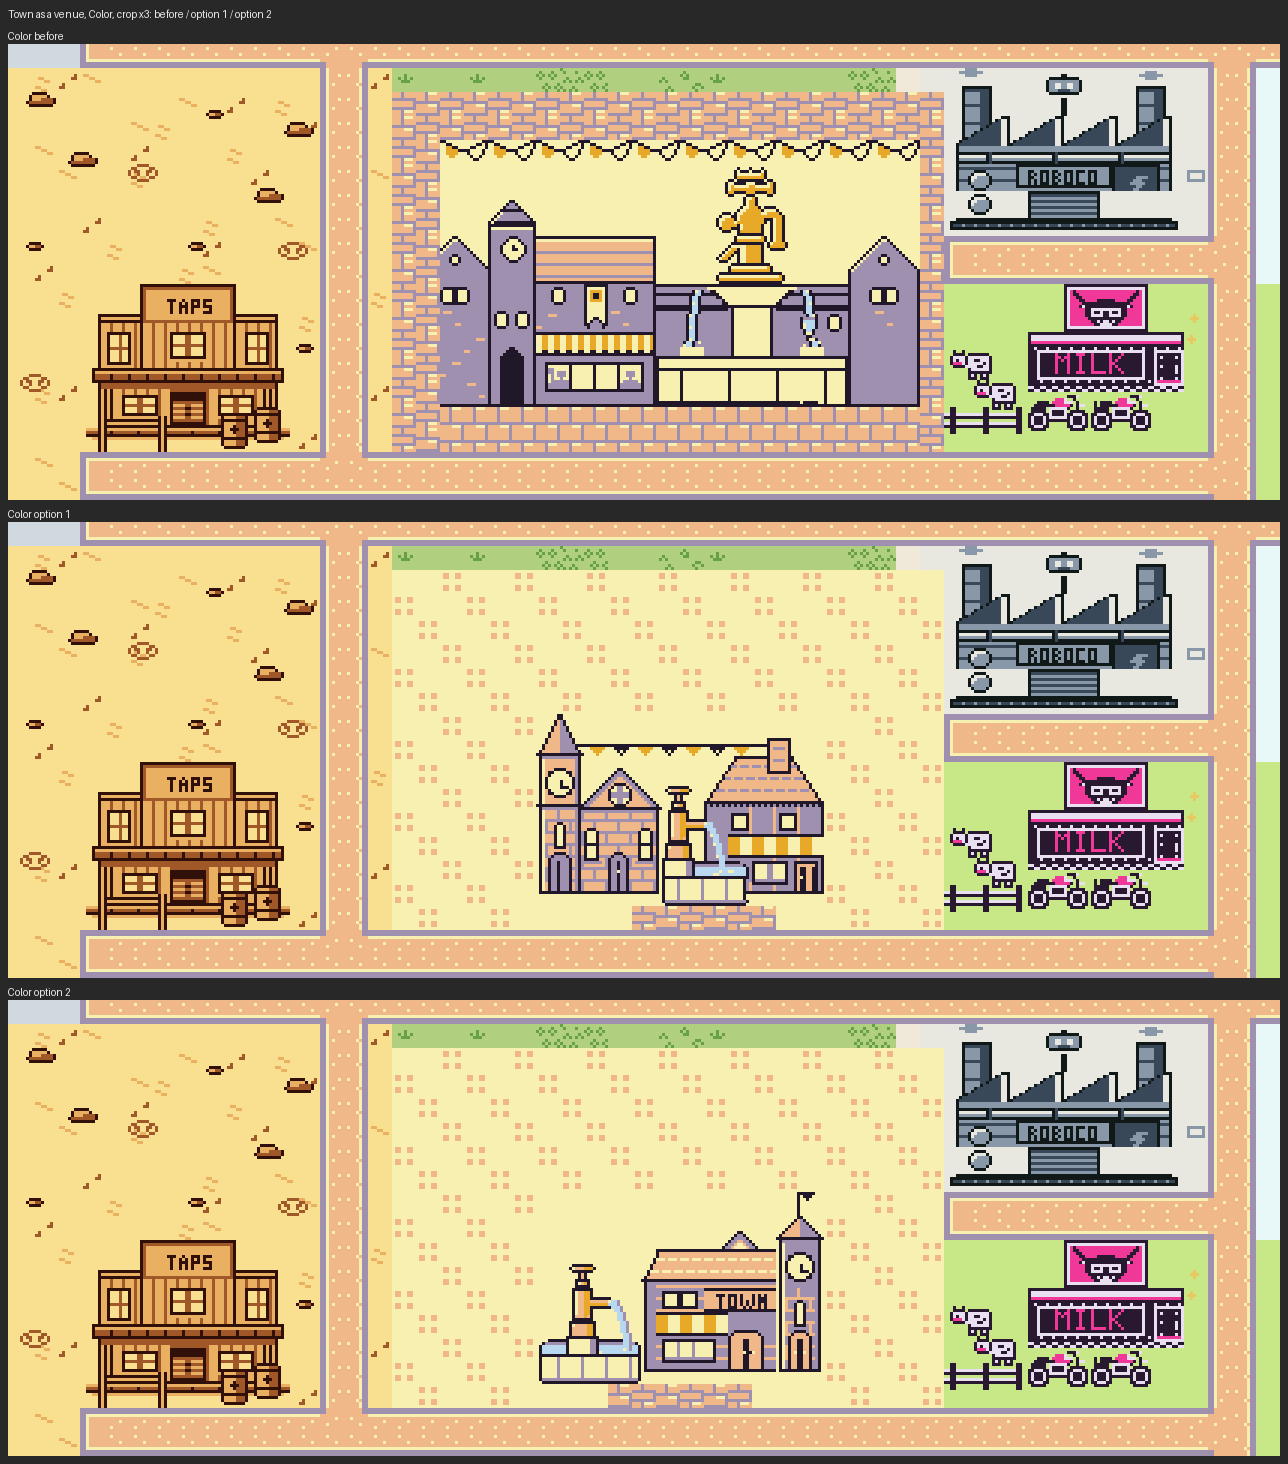 Town as a venue, Color, crop x3: before / option 1 / option 2
Color before
ROBOCO
TAPS
MILK
Color option 1
ROBOCO
TAPS
MILK
Color option 2
ROBOCO
TAPS
TOWN
MILK